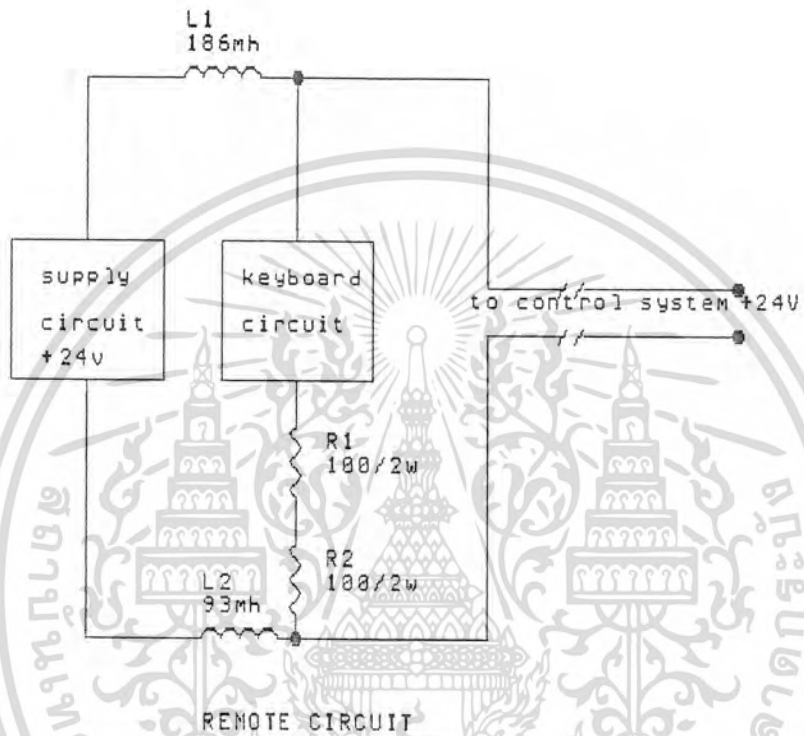 L1
186mh
supply
circuit
+24v
keyboard
circuit
to control system +24V
R1
100/2w
R2
100/2w
L2
93mh
REMOTE CIRCUIT